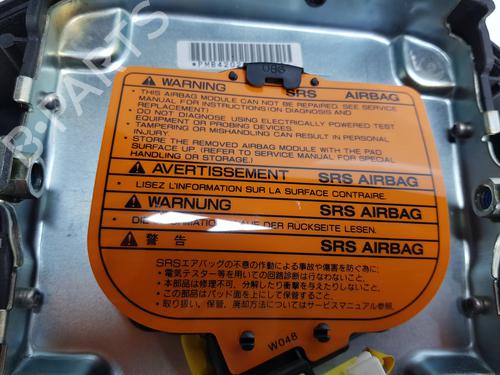 *PMB420
960
WARNING SRS AIRBAG
• THIS AIRBAG MODULE CAN NOT BE REPAIRED. SEE SERVICE
MANUAL FOR INSTRUCTIONS(ON DIAGNOSIS AND
REPLACEMENT)
• DO NOT DIAGNOSE USING ELECTRICALLY POWERED TEST
EQUIPMENT OR PROBING DEVICES.
TAMPERING OR MISHANDLING CAN RESULT IN PERSONAL
INJURY.
• STORE THE REMOVED AIRBAG MODULE WITH THE PAD
SURFACE UP. (REFER TO SERVICE MANUAL FOR SPECIAL
HANDLING OR STORAGE.)
AVERTISSEMENT SRS AIRBAG
• LISEZ L'INFORMATION SUR LA SURFACE CONTRAIRE.
WARNUNG SRS AIRBAG
• DIE INFORMATION AUF DER RUCKSEITE LESEN.
警告 SRS AIRBAG
SRSエアバッグの不意の作動による事故や傷害を防ぐ為に:
・電気テスター等を用いての回路診断は行なわないこと。
・本部品は修理不可、分解したり衝撃を与えたりしないこと。
・この部品はパッド面を上にして保管すること。
・取り扱い、保管、廃却方法についてはサービスマニュアル参照。
W048
B-PARTS